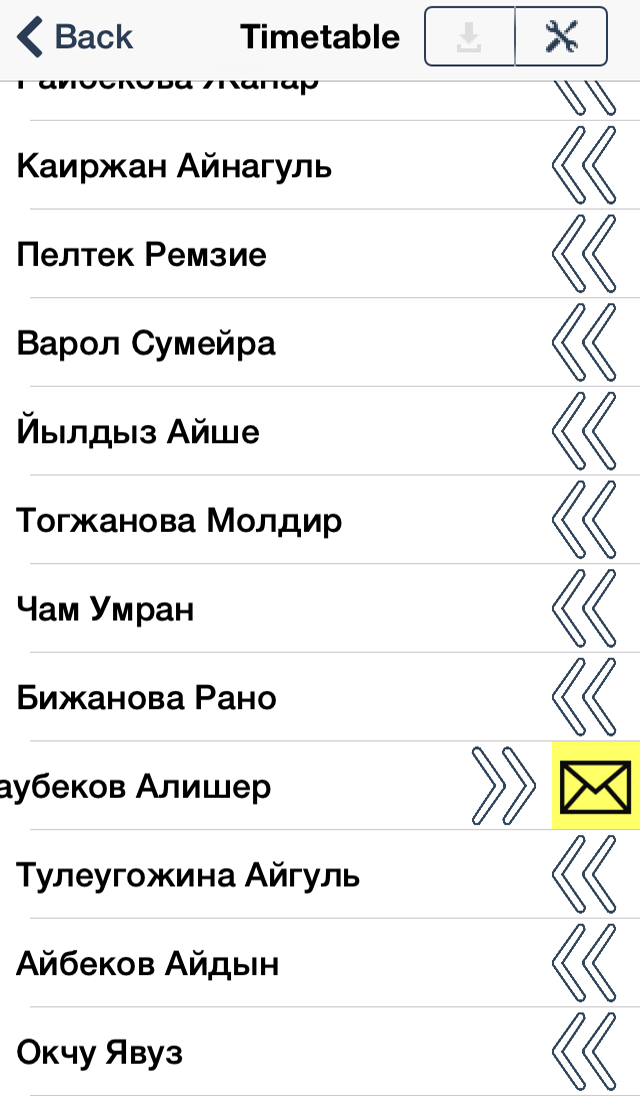 Back
Timetable
Жанар
Каиржан Айнагуль
Пелтек Ремзие
Варол Сумейра
Йылдыз Айше
Тогжанова Молдир
Чам Умран
Бижанова Рано
аубеков Алишер
Тулеугожина Айгуль
Айбеков Айдын
Окчу Явуз